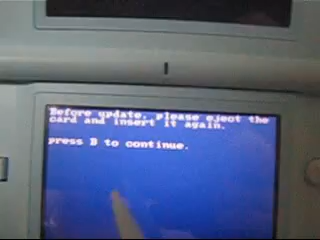 Before update, please eject the
card and insert it again.
press B to continue.